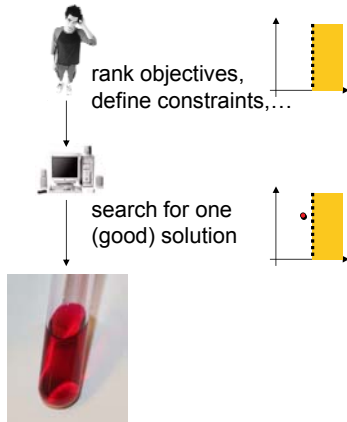 rank objectives,
define constraints,…
search for one
(good) solution